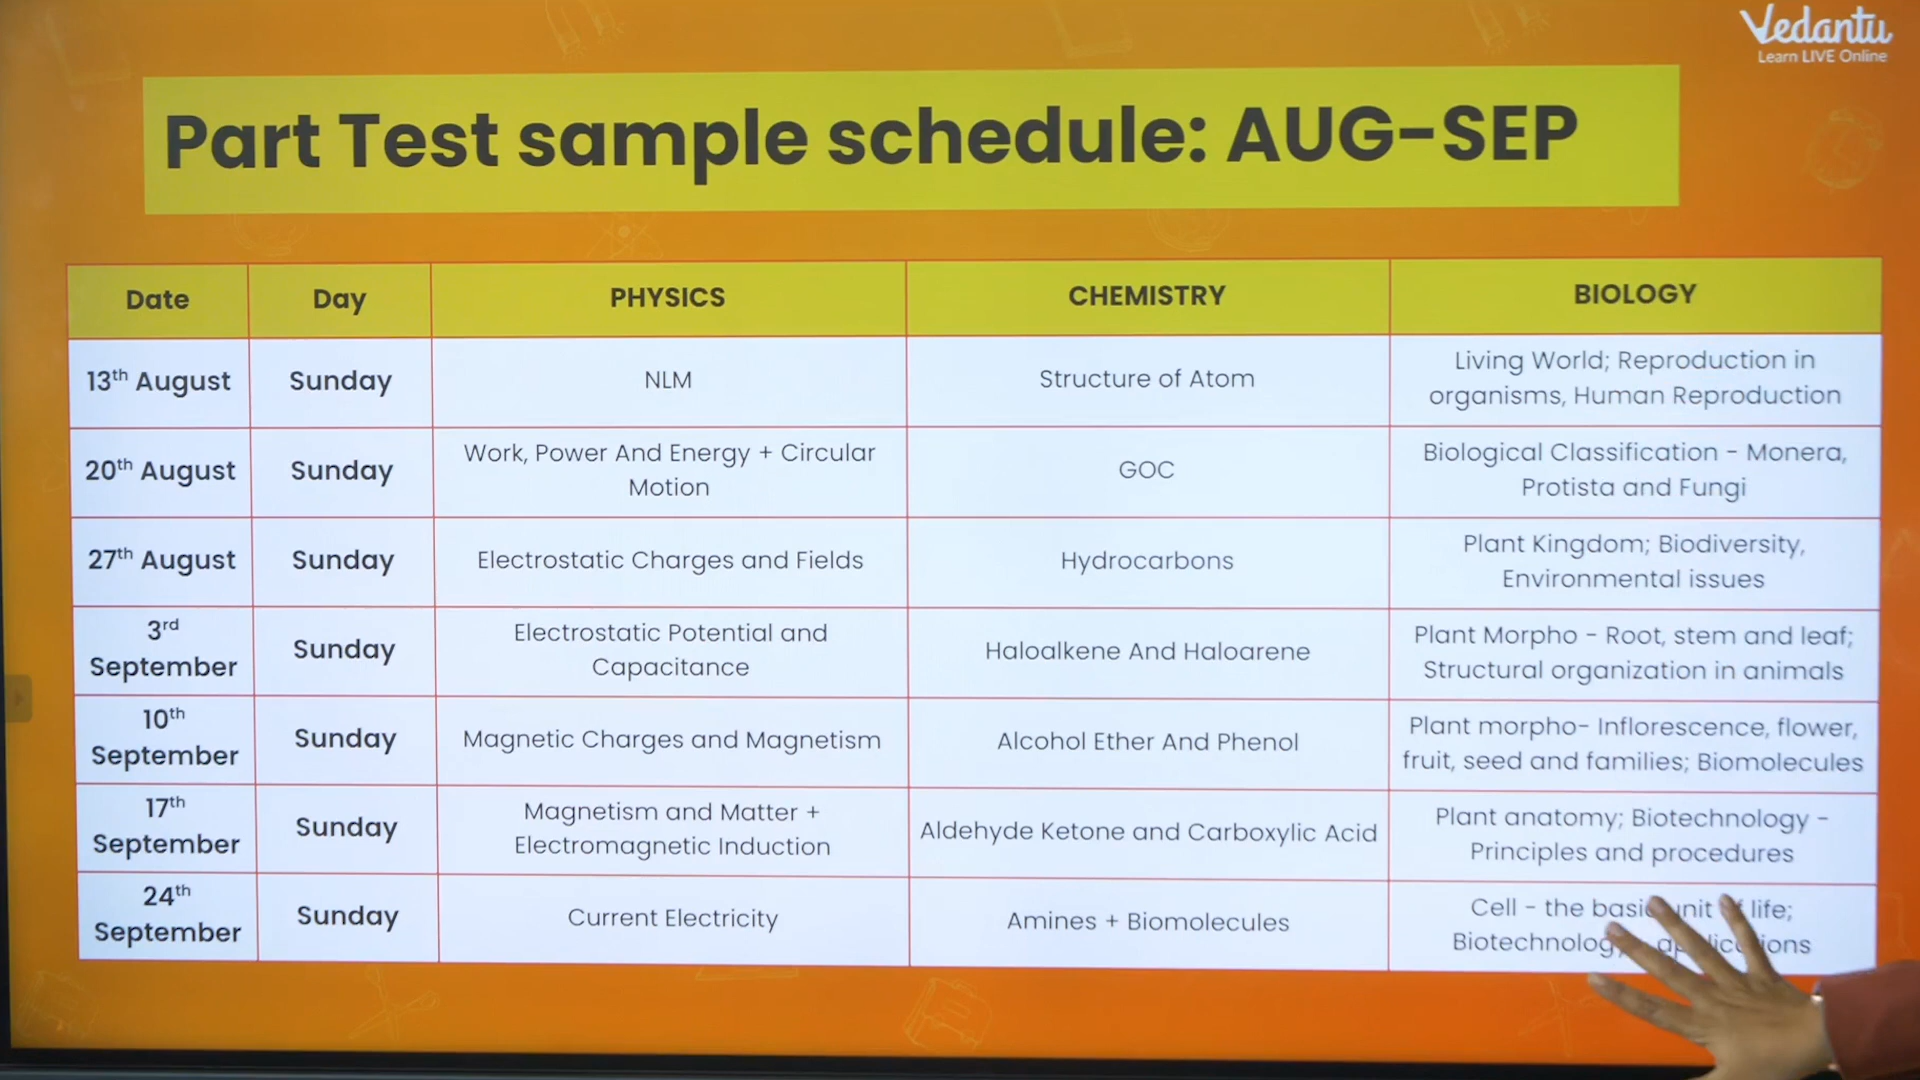 Vedantu
Learn LIVE Online
Part Test sample schedule: AUG-SEP
Date Day PHYSICS CHEMISTRY BIOLOGY
13th August Sunday NLM Structure of Atom Living World; Reproduction in
organisms, Human Reproduction
20th August Sunday Work, Power And Energy + Circular
Motion GOC Biological Classification - Monera,
Protista and Fungi
27th August Sunday Electrostatic Charges and Fields Hydrocarbons Plant Kingdom; Biodiversity,
Environmental issues
3rd
September Sunday Electrostatic Potential and
Capacitance Haloalkene And Haloarene Plant Morpho - Root, stem and leaf;
Structural organization in animals
10th
September Sunday Magnetic Charges and Magnetism Alcohol Ether And Phenol Plant morpho- Inflorescence, flower,
fruit, seed and families; Biomolecules
17th
September Sunday Magnetism and Matter +
Electromagnetic Induction Aldehyde Ketone and Carboxylic Acid Plant anatomy; Biotechnology -
Principles and procedures
24th
September Sunday Current Electricity Amines + Biomolecules Cell - the basic unit life;